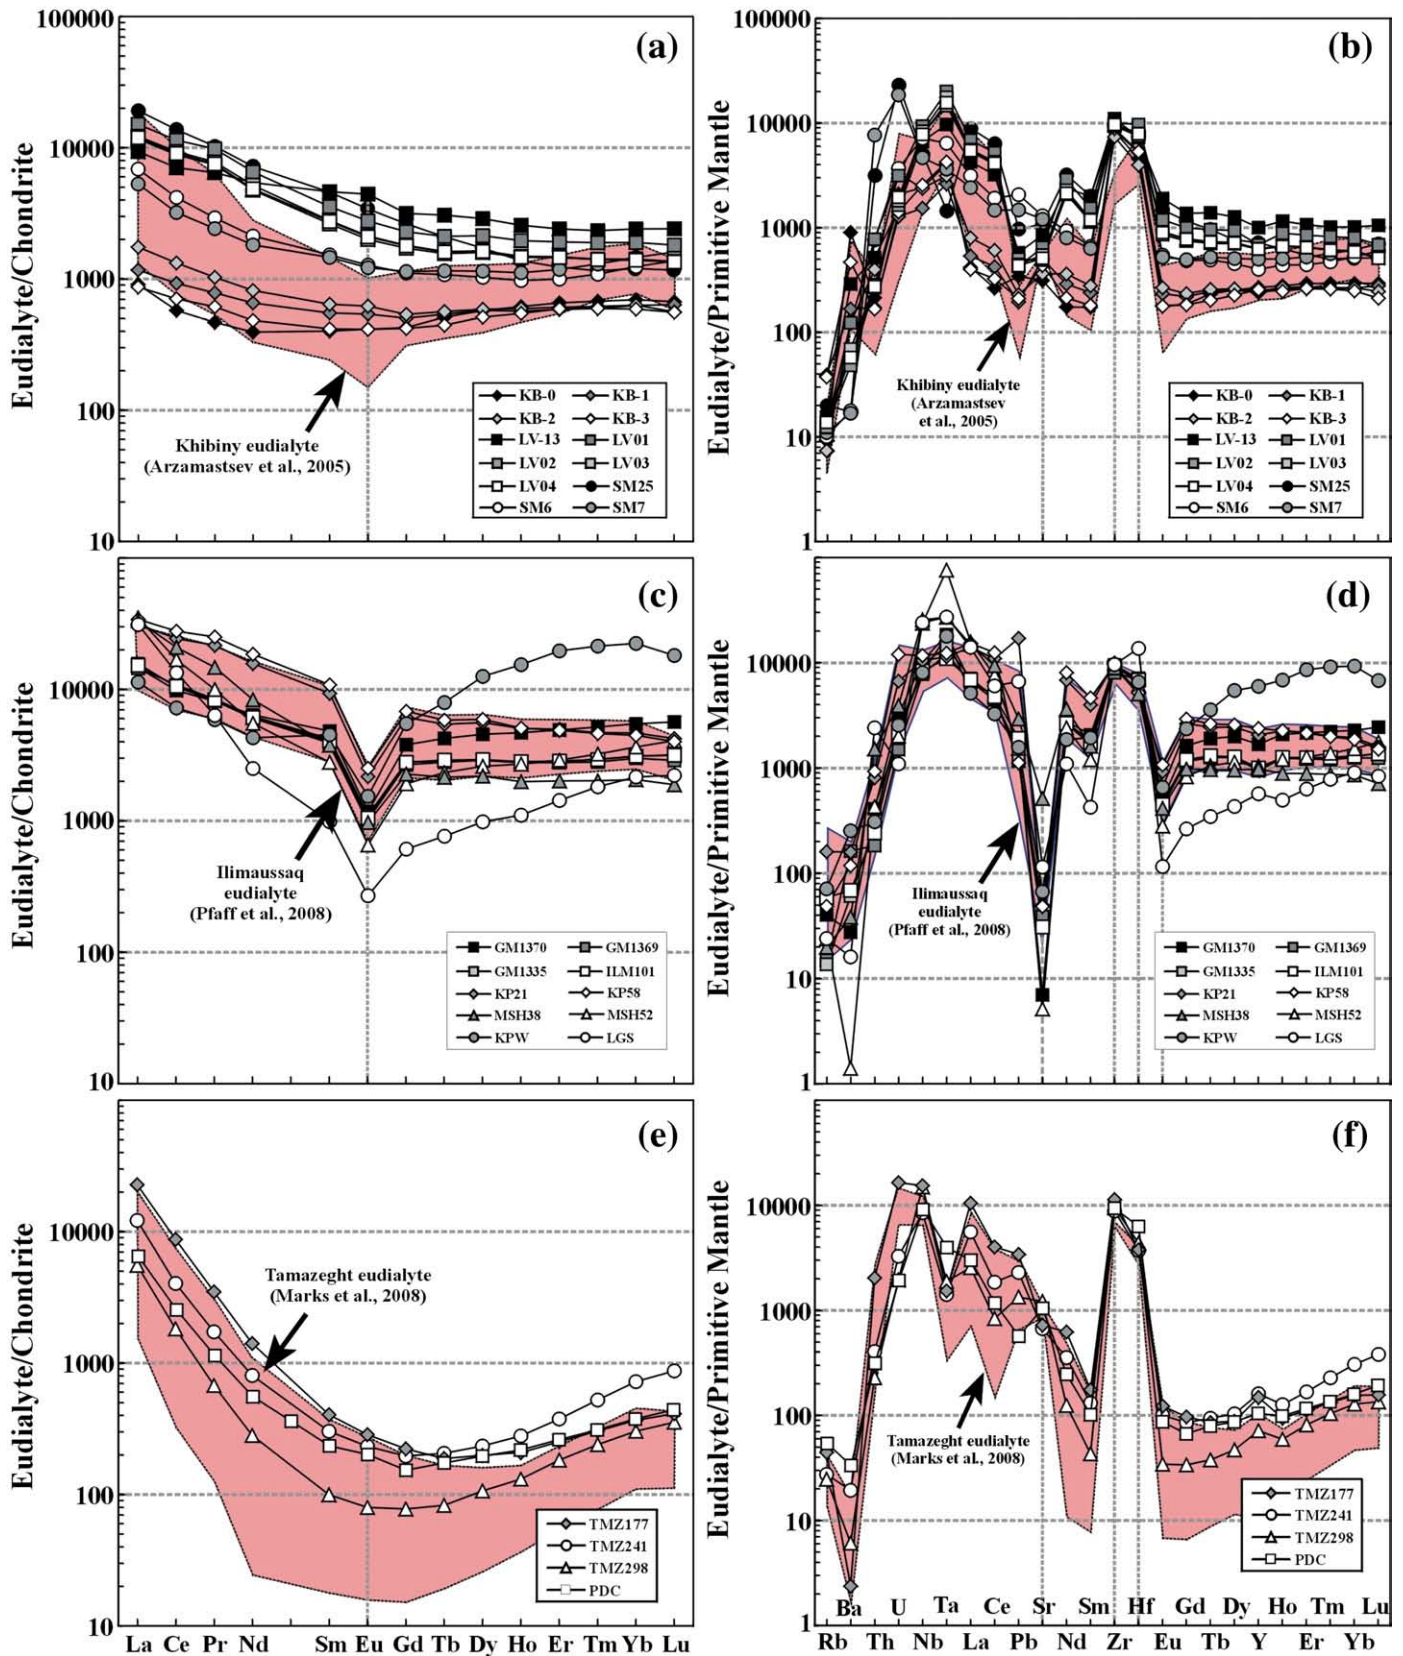 (a)
Eudialyte/Chondrite
100000
10000
1000
100
10
Khibiny eudialyte
(Arzamastsev et al., 2005)
KB-0 KB-1
KB-2 KB-3
LV-13 LV01
LV02 LV03
LV04 SM25
SM6 SM7
(b)
Eudialyte/Primitive Mantle
100000
10000
1000
100
10
1
Khibiny eudialyte
(Arzamastsev
et al., 2005)
KB-0 KB-1
KB-2 KB-3
LV-13 LV01
LV02 LV03
LV04 SM25
SM6 SM7
(c)
Eudialyte/Chondrite
10000
1000
100
10
Ilimaussaq
eudialyte
(Pfaff et al., 2008)
GM1370 GM1369
GM1335 ILM101
KP21 KP58
MSH38 MSH52
KPW LGS
(d)
Eudialyte/Primitive Mantle
10000
1000
100
10
1
Ilimaussaq
eudialyte
(Pfaff et al., 2008)
GM1370 GM1369
GM1335 ILM101
KP21 KP58
MSH38 MSH52
KPW LGS
(e)
Eudialyte/Chondrite
10000
1000
100
10
Tamazeght eudialyte
(Marks et al., 2008)
TMZ177
TMZ241
TMZ298
PDC
La Ce Pr Nd Sm Eu Gd Tb Dy Ho Er Tm Yb Lu
(f)
Eudialyte/Primitive Mantle
10000
1000
100
10
1
Tamazeght eudialyte
(Marks et al., 2008)
TMZ177
TMZ241
TMZ298
PDC
Ba U Ta Ce Sr Sm Hf Gd Dy Ho Tm Lu
Rb Th Nb La Pb Nd Zr Eu Tb Y Er Yb